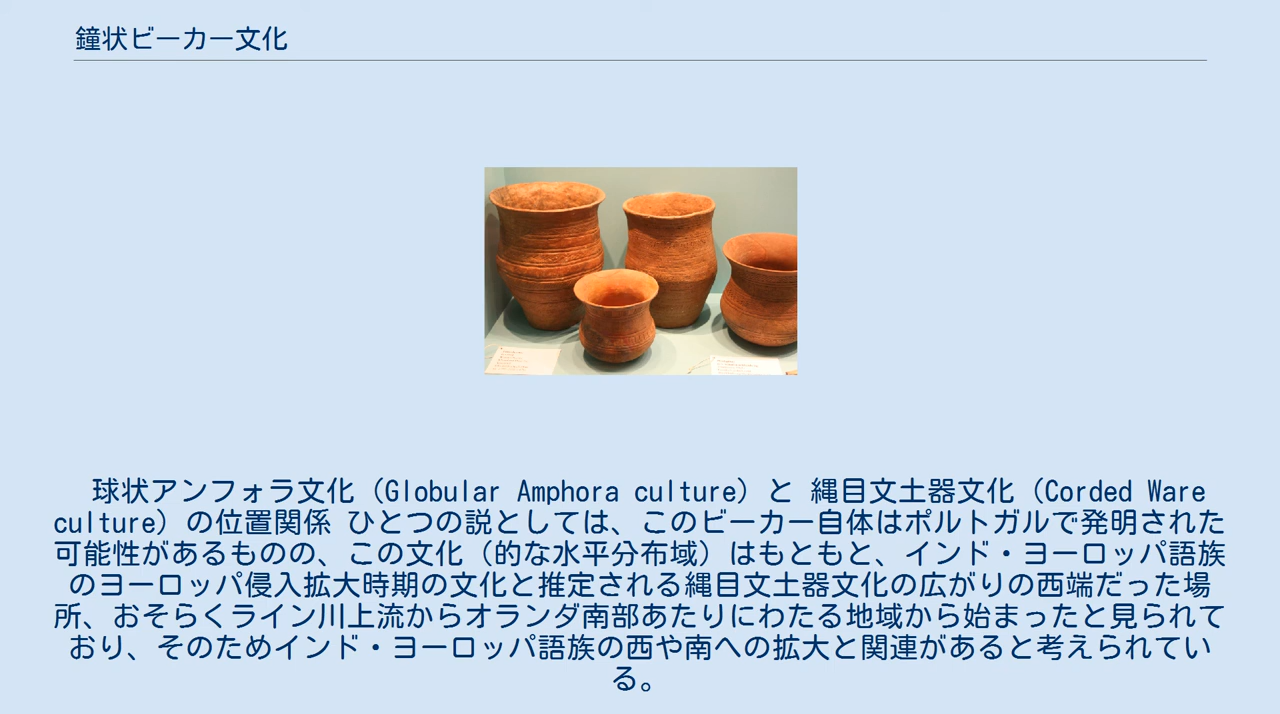 鐘状ビーカー文化
球状アンフォラ文化（Globular Amphora culture）と 縄目文土器文化（Corded Ware
culture）の位置関係 ひとつの説としては、このビーカー自体はポルトガルで発明された
可能性があるものの、この文化（的な水平分布域）はもともと、インド・ヨーロッパ語族
のヨーロッパ侵入拡大時期の文化と推定される縄目文土器文化の広がりの西端だった場
所、おそらくライン川上流からオランダ南部あたりにわたる地域から始まったと見られて
おり、そのためインド・ヨーロッパ語族の西や南への拡大と関連があると考えられてい
る。